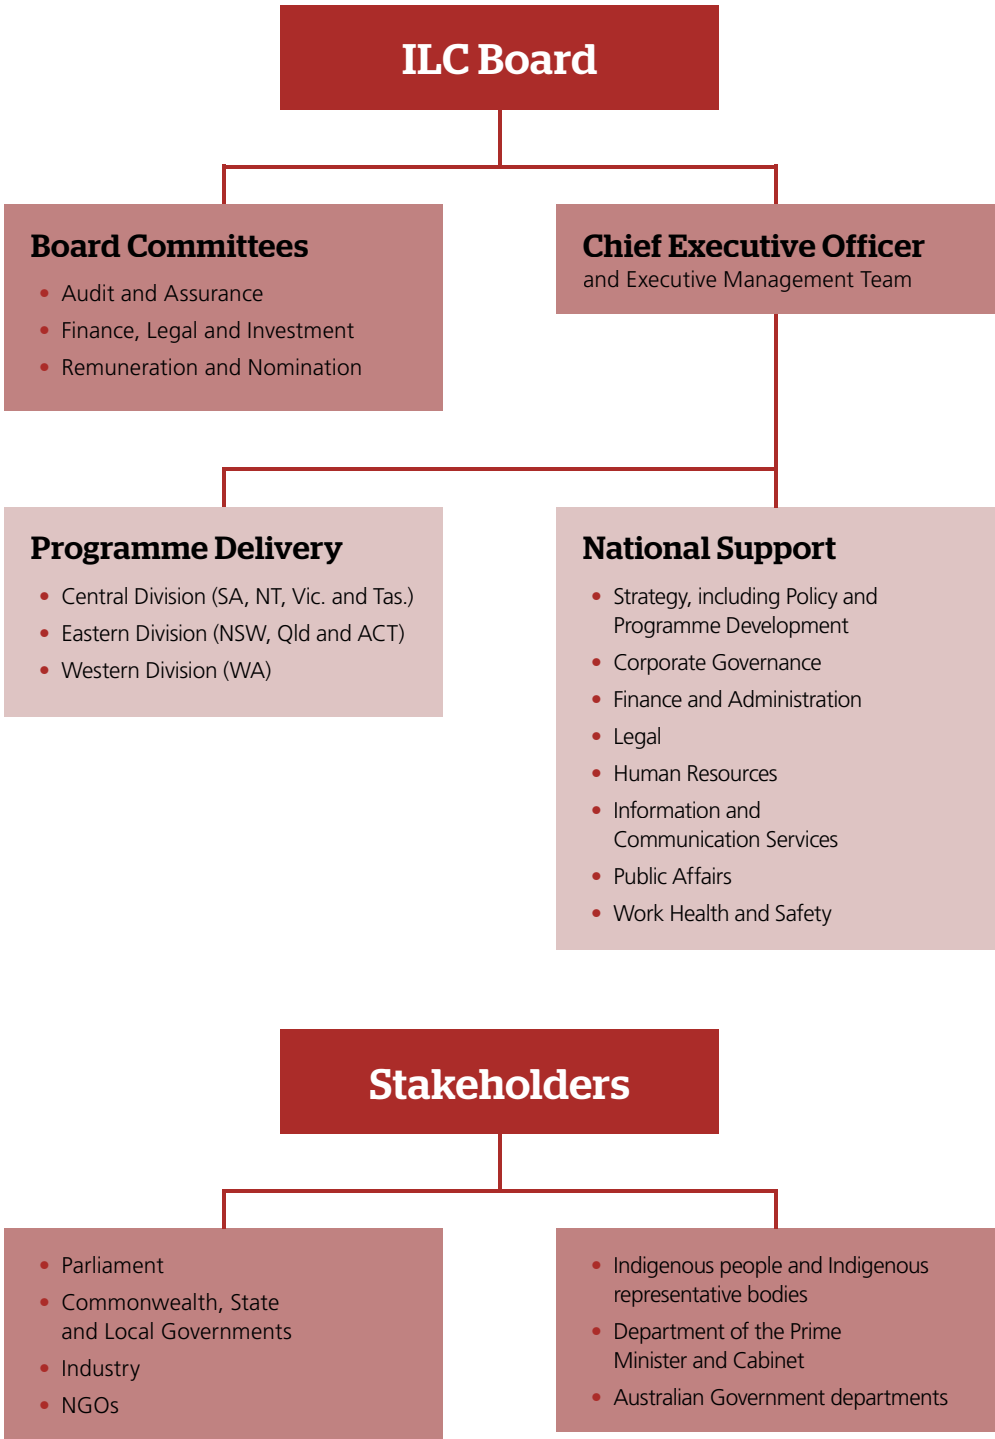 ILC Board
Board Committees
• Audit and Assurance
• Finance, Legal and Investment
• Remuneration and Nomination
Chief Executive Officer
and Executive Management Team
Programme Delivery
• Central Division (SA, NT, Vic. and Tas.)
• Eastern Division (NSW, Qld and ACT)
• Western Division (WA)
National Support
• Strategy, including Policy and
Programme Development
• Corporate Governance
• Finance and Administration
• Legal
• Human Resources
• Information and
Communication Services
• Public Affairs
• Work Health and Safety
Stakeholders
• Parliament
• Commonwealth, State
and Local Governments
• Industry
• NGOs
• Indigenous people and Indigenous
representative bodies
• Department of the Prime
Minister and Cabinet
• Australian Government departments